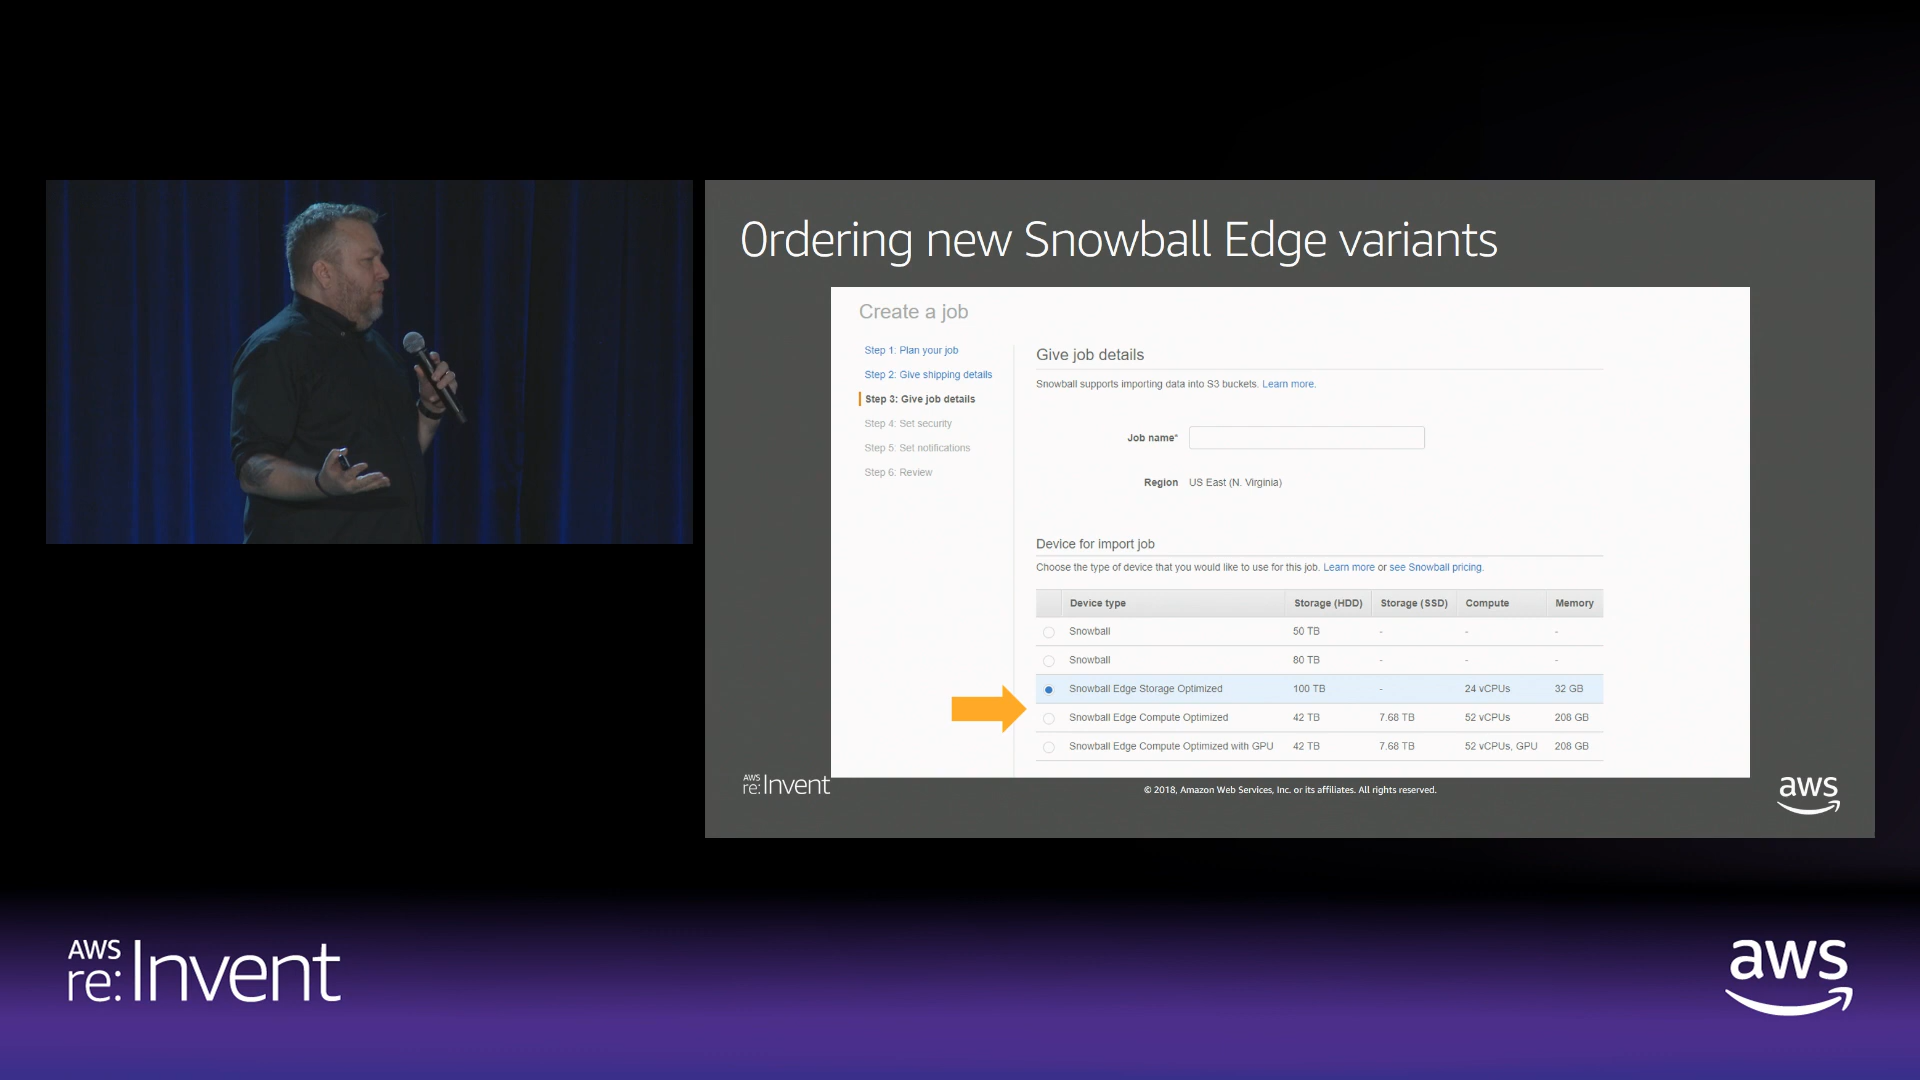 Ordering new Snowball Edge variants
Create a job
Step 1: Plan your job
Step 2: Give shipping details
Step 3: Give job details
Step 4: Set security
Step 5: Set notifications
Step 6: Review
Give job details
Snowball supports importing data into S3 buckets. Learn more.
Job name*
Region US East (N. Virginia)
Device for import job
Choose the type of device that you would like to use for this job. Learn more or see Snowball pricing.
Device type Storage (HDD) Storage (SSD) Compute Memory
Snowball 50 TB - - -
Snowball 80 TB - - -
Snowball Edge Storage Optimized 100 TB - 24 vCPUs 32 GB
Snowball Edge Compute Optimized 42 TB 7.68 TB 52 vCPUs 208 GB
Snowball Edge Compute Optimized with GPU 42 TB 7.68 TB 52 vCPUs, GPU 208 GB
AWS
re:Invent
© 2018, Amazon Web Services, Inc. or its affiliates. All rights reserved.
aws
AWS
re:Invent
aws